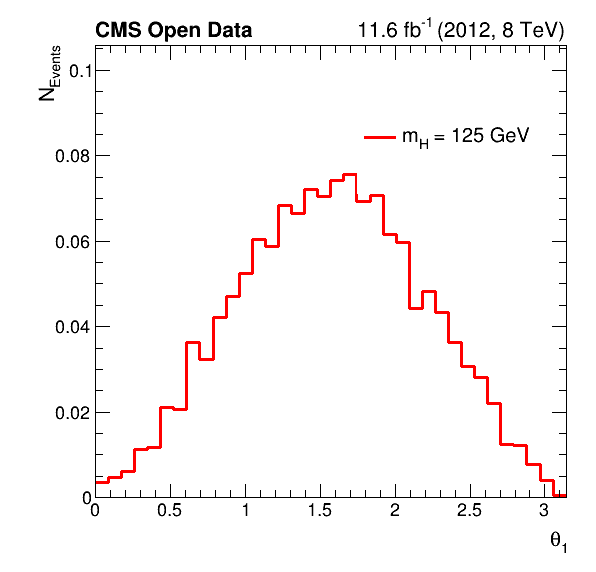 CMS Open Data
11.6 fb⁻¹ (2012, 8 TeV)
N_Events
0.1
0.08
0.06
0.04
0.02
0
m_H = 125 GeV
0 0.5 1 1.5 2 2.5 3
θ₁